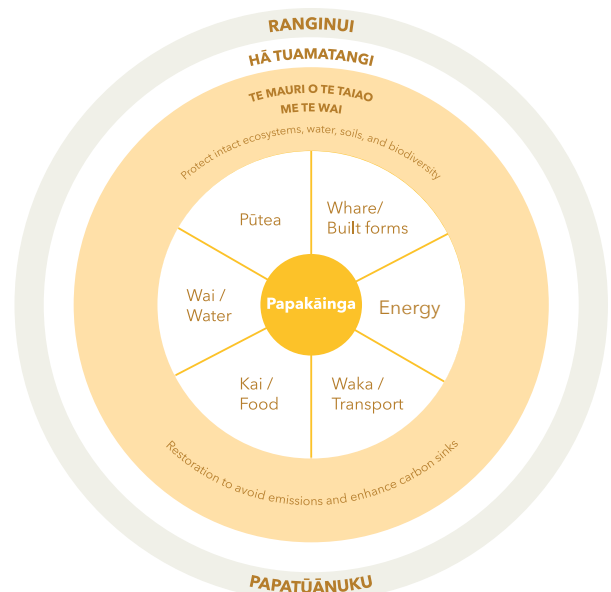 RANGINUI
HĀ TUAMATANGI
TE MAURI O TE TAIAO
ME TE WAI
Protect intact ecosystems, water, soils, and biodiversity
Pūtea
Whare/
Built forms
Wai /
Water
Papakāinga
Energy
Kai /
Food
Waka /
Transport
Restoration to avoid emissions and enhance carbon sinks
PAPATŪĀNUKU